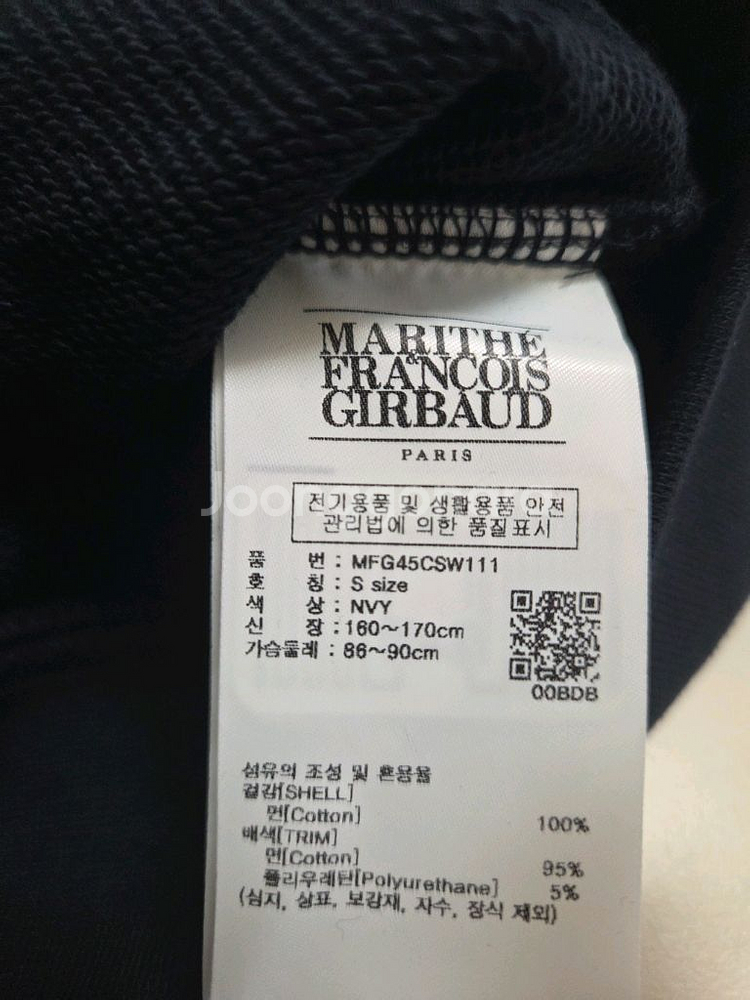 MARITHÉ
&
FRANCOIS
GIRBAUD
PARIS
전기용품 및 생활용품 안전
관리법에 의한 품질표시
품 번 : MFG45CSW111
호 칭 : S size
색 상 : NVY
신 장 : 160~170cm
가슴둘레 : 86~90cm
00BDB
섬유의 조성 및 혼용율
겉감[SHELL]
면[Cotton] 100%
배색[TRIM]
면[Cotton] 95%
폴리우레탄[Polyurethane] 5%
(심지, 상표, 보강재, 자수, 장식 제외)